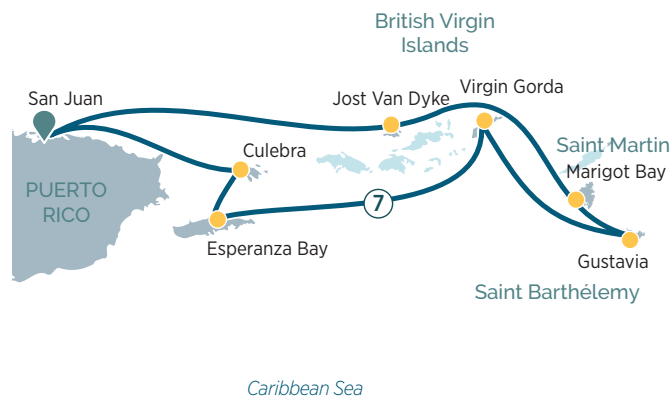 British Virgin
Islands
San Juan
Jost Van Dyke
Virgin Gorda
Culebra
Saint Martin
Marigot Bay
PUERTO
RICO
7
Esperanza Bay
Gustavia
Saint Barthélemy
Caribbean Sea